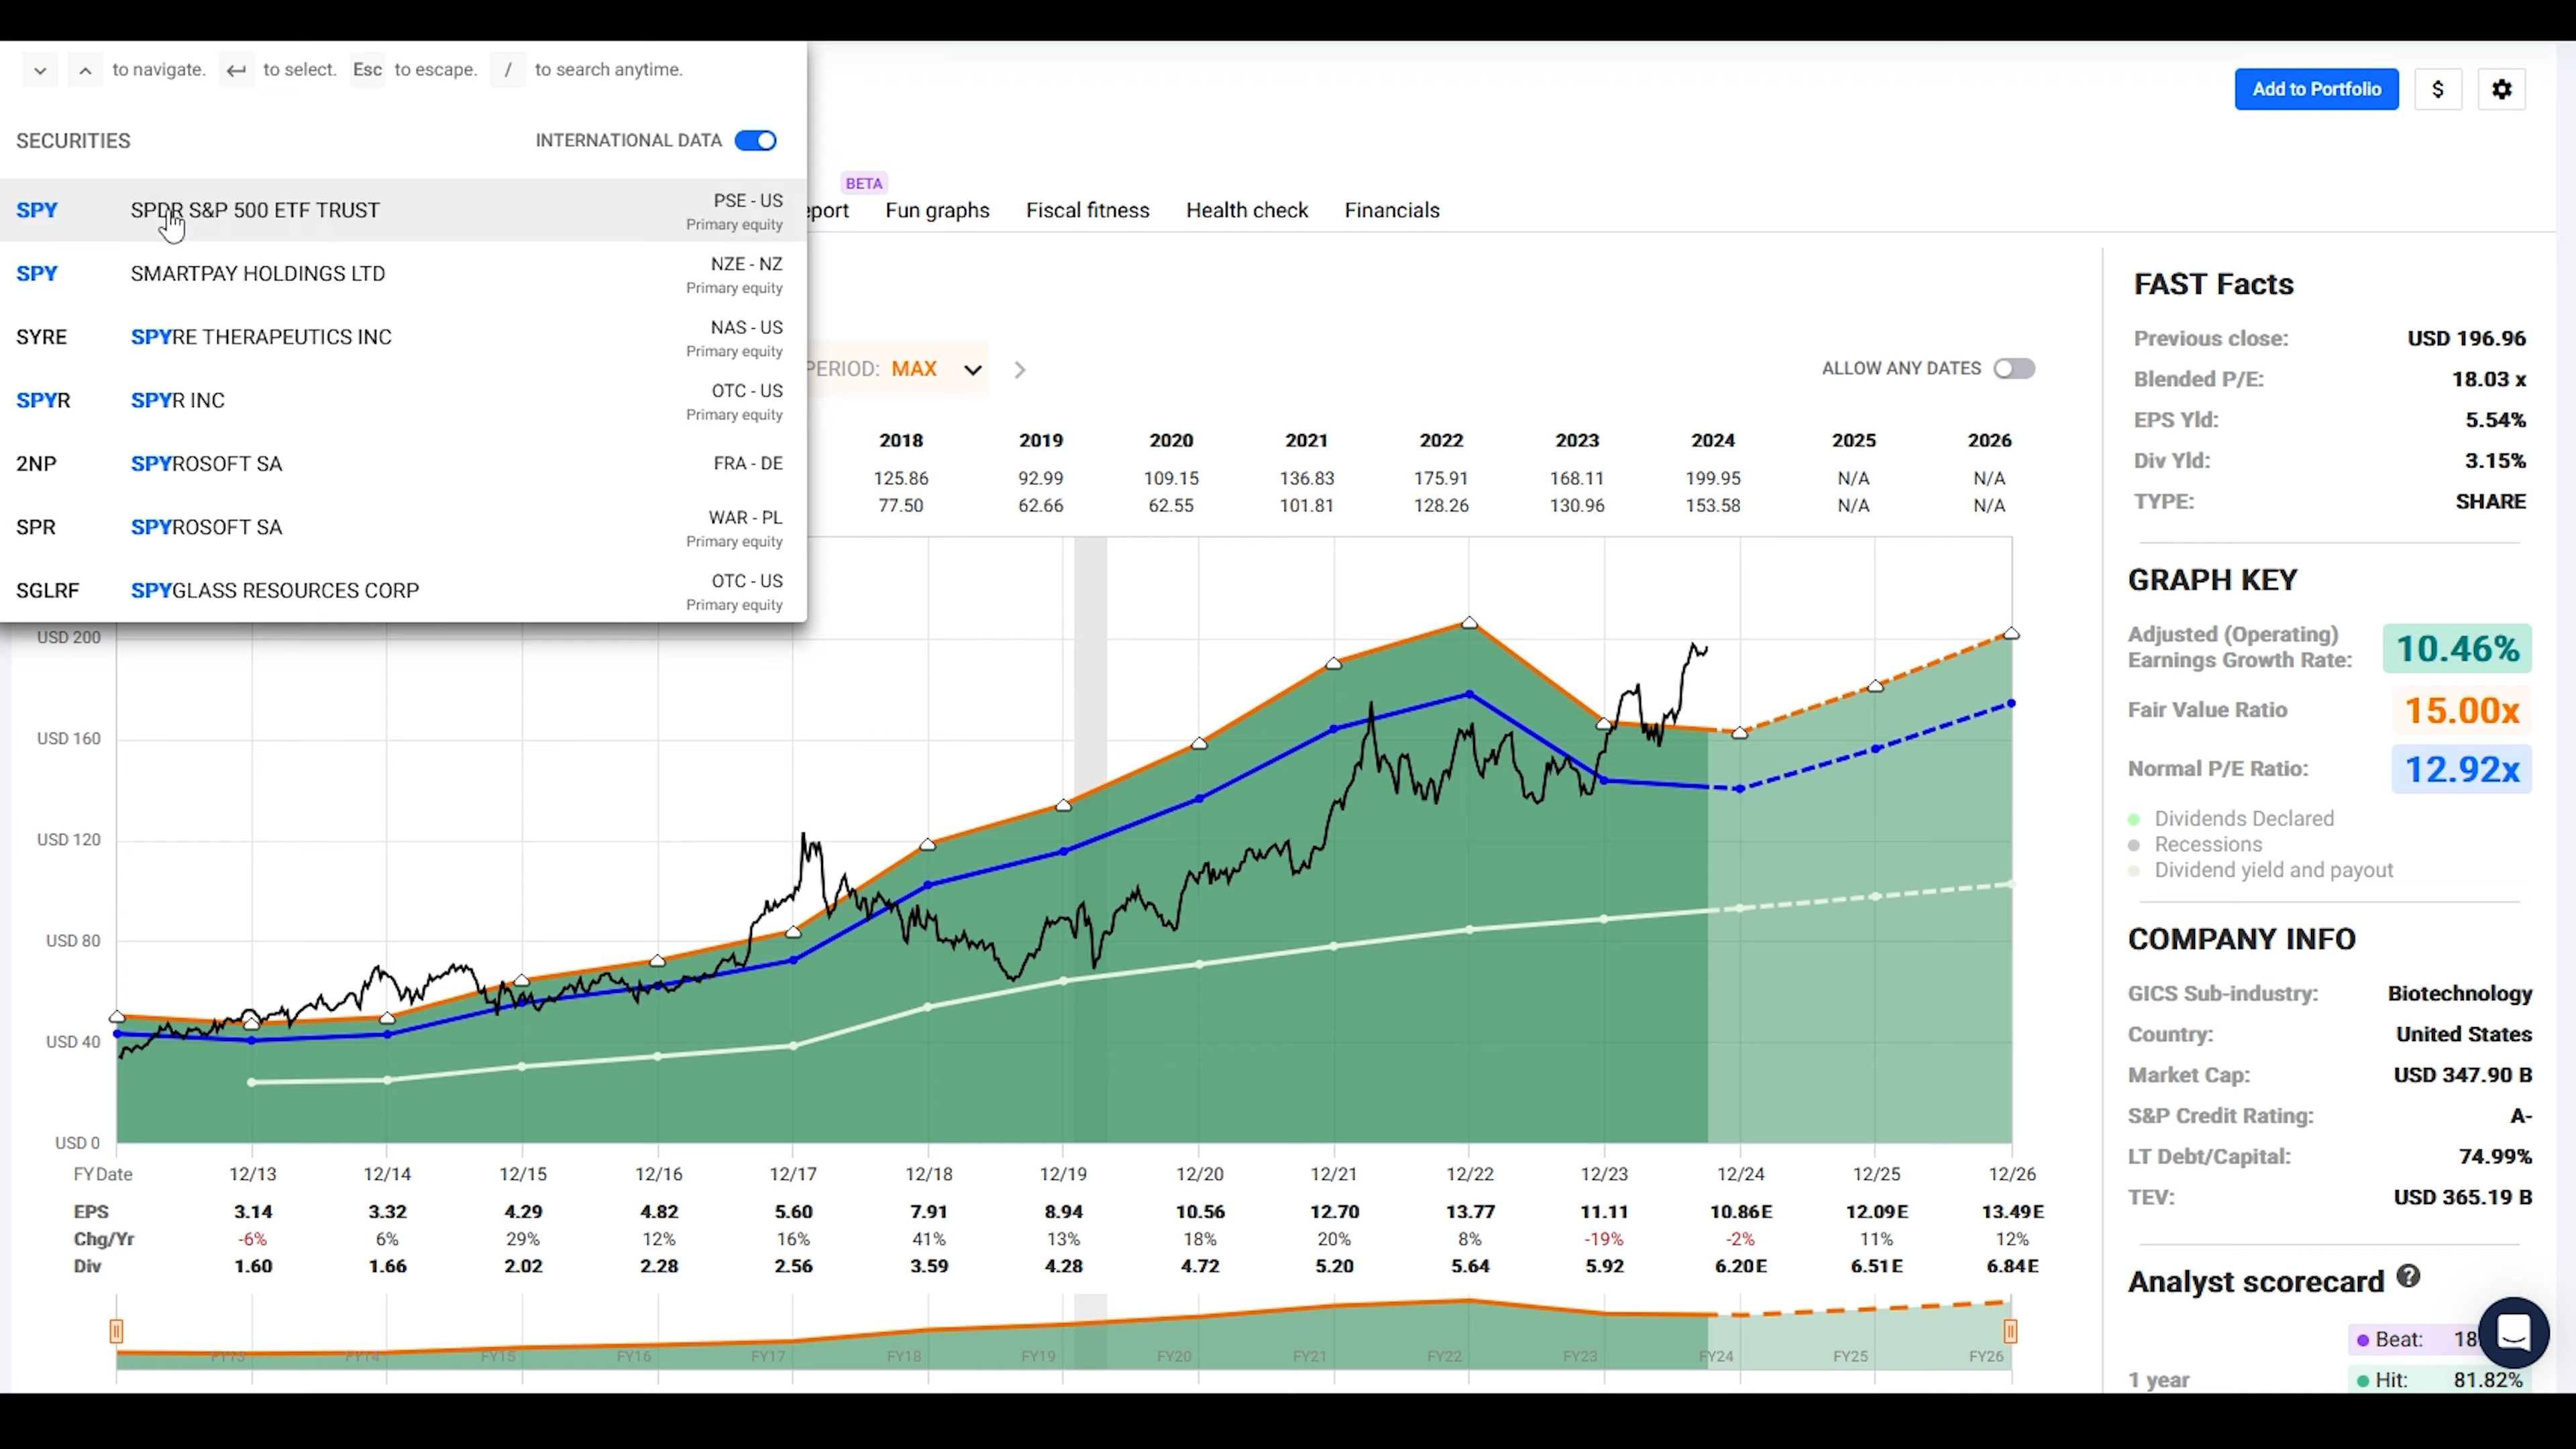 to navigate. to select. Esc to escape. / to search anytime.
SECURITIES INTERNATIONAL DATA
SPY SPDR S&P 500 ETF TRUST PSE - US
Primary equity
SPY SMARTPAY HOLDINGS LTD NZE - NZ
Primary equity
SYRE SPYRE THERAPEUTICS INC NAS - US
Primary equity
SPYR SPYR INC OTC - US
Primary equity
2NP SPYROSOFT SA FRA - DE
SPR SPYROSOFT SA WAR - PL
Primary equity
SGLRF SPYGLASS RESOURCES CORP OTC - US
Primary equity
Add to Portfolio $
BETA
eport Fun graphs Fiscal fitness Health check Financials
PERIOD: MAX ALLOW ANY DATES
2018 2019 2020 2021 2022 2023 2024 2025 2026
125.86 92.99 109.15 136.83 175.91 168.11 199.95 N/A N/A
77.50 62.66 62.55 101.81 128.26 130.96 153.58 N/A N/A
USD 200
USD 160
USD 120
USD 80
USD 40
USD 0
FY Date 12/13 12/14 12/15 12/16 12/17 12/18 12/19 12/20 12/21 12/22 12/23 12/24 12/25 12/26
EPS 3.14 3.32 4.29 4.82 5.60 7.91 8.94 10.56 12.70 13.77 11.11 10.86E 12.09E 13.49E
Chg/Yr -6% 6% 29% 12% 16% 41% 13% 18% 20% 8% -19% -2% 11% 12%
Div 1.60 1.66 2.02 2.28 2.56 3.59 4.28 4.72 5.20 5.64 5.92 6.20E 6.51E 6.84E
FY13 FY14 FY15 FY16 FY17 FY18 FY19 FY20 FY21 FY22 FY23 FY24 FY25 FY26
FAST Facts
Previous close: USD 196.96
Blended P/E: 18.03 x
EPS Yld: 5.54%
Div Yld: 3.15%
TYPE: SHARE
GRAPH KEY
Adjusted (Operating)
Earnings Growth Rate: 10.46%
Fair Value Ratio 15.00x
Normal P/E Ratio: 12.92x
Dividends Declared
Recessions
Dividend yield and payout
COMPANY INFO
GICS Sub-industry: Biotechnology
Country: United States
Market Cap: USD 347.90 B
S&P Credit Rating: A-
LT Debt/Capital: 74.99%
TEV: USD 365.19 B
Analyst scorecard ?
Beat: 18
1 year Hit: 81.82%